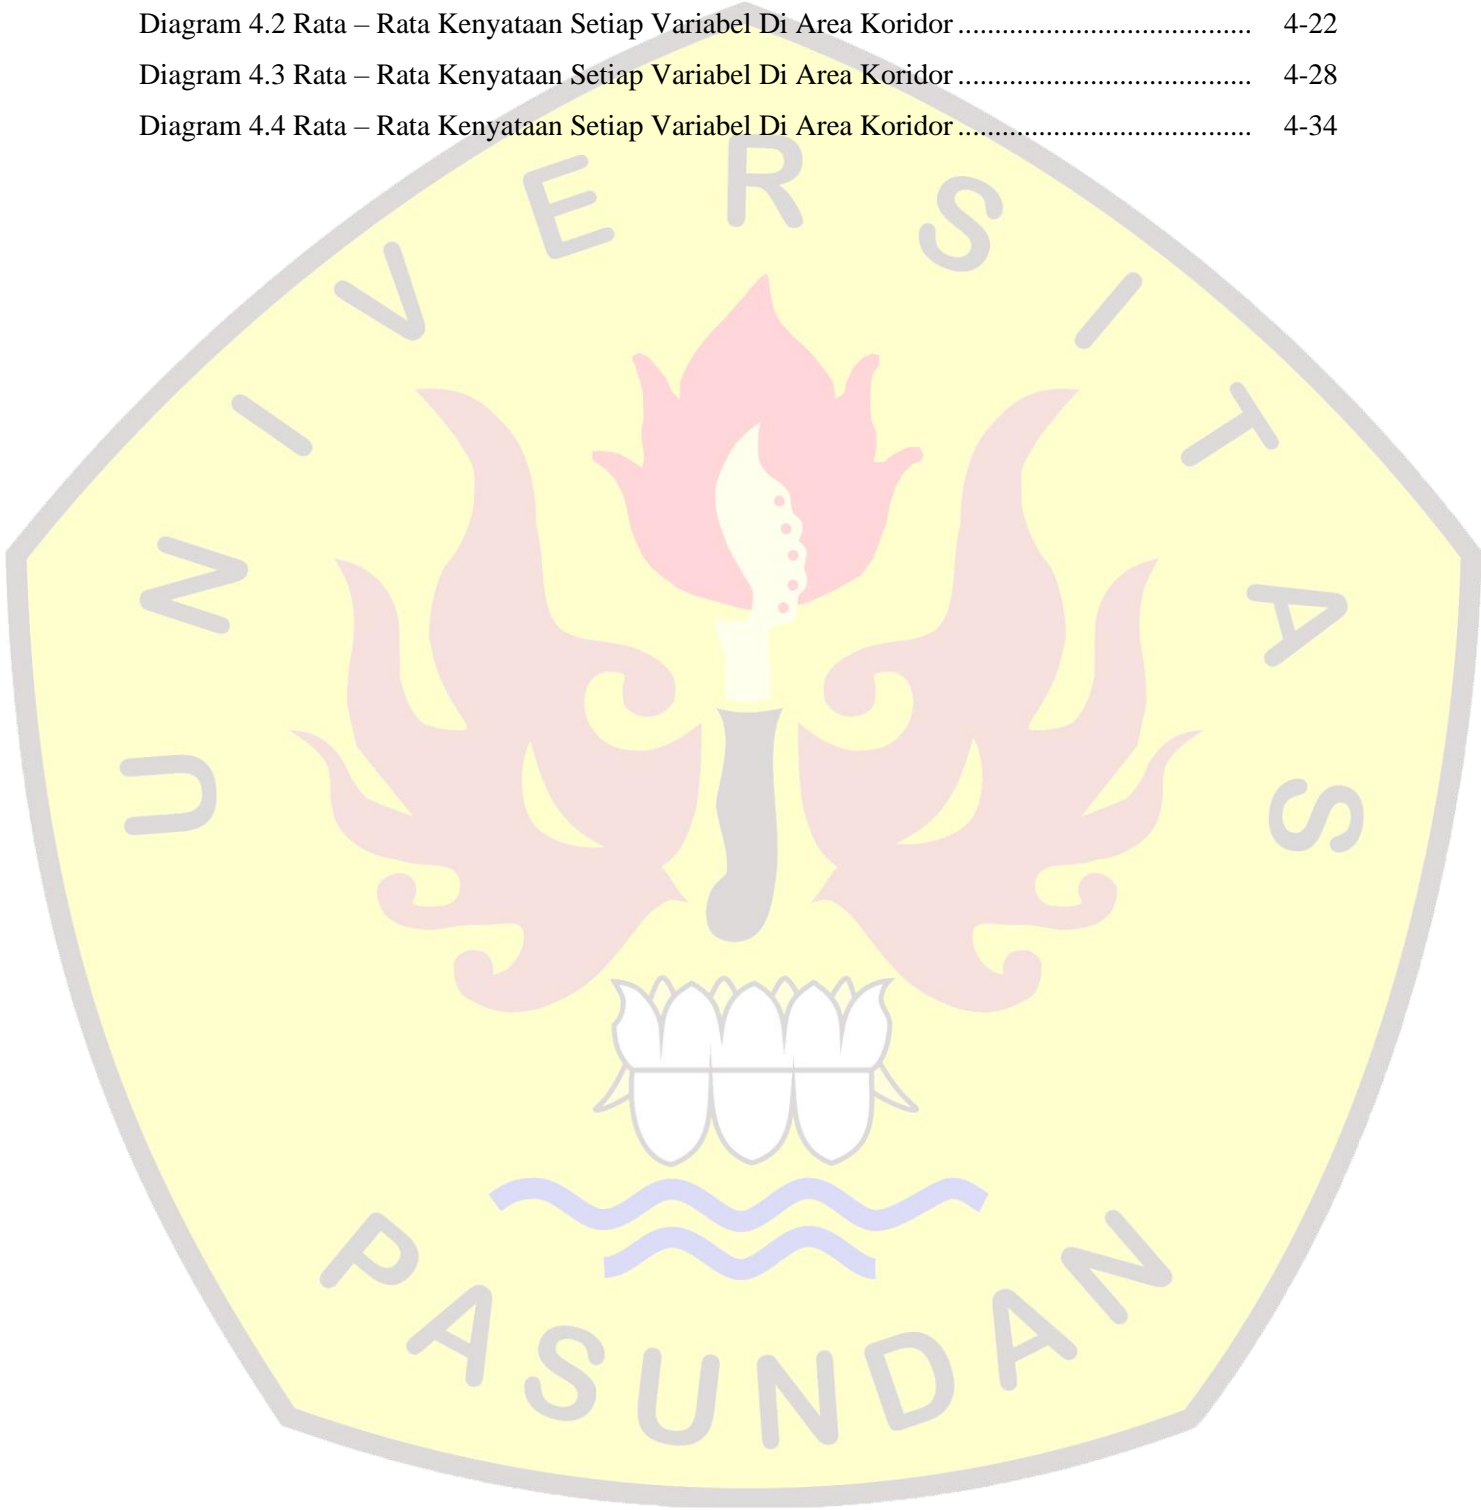 Diagram 4.2 Rata – Rata Kenyataan Setiap Variabel Di Area Koridor ...................................... 4-22
Diagram 4.3 Rata – Rata Kenyataan Setiap Variabel Di Area Koridor ...................................... 4-28
Diagram 4.4 Rata – Rata Kenyataan Setiap Variabel Di Area Koridor ...................................... 4-34
UNIVERSITAS
PASUNDAN